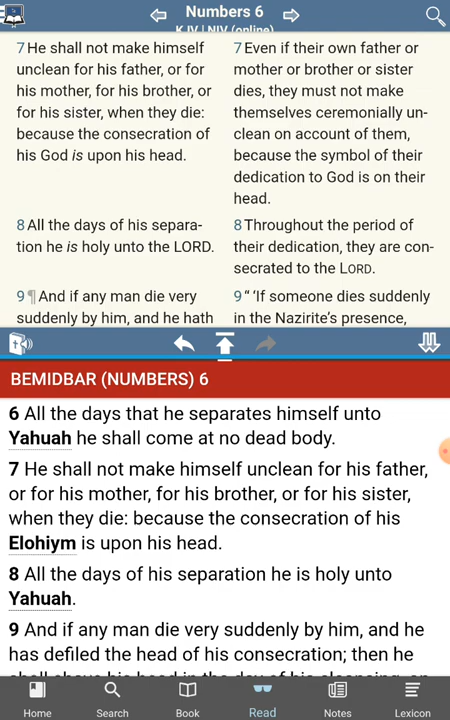 Numbers 6
KJV | NIV (online)
7 He shall not make himself
unclean for his father, or for
his mother, for his brother, or
for his sister, when they die:
because the consecration of
his God is upon his head.
8 All the days of his separa-
tion he is holy unto the LORD.
9 ¶ And if any man die very
suddenly by him, and he hath
7 Even if their own father or
mother or brother or sister
dies, they must not make
themselves ceremonially un-
clean on account of them,
because the symbol of their
dedication to God is on their
head.
8 Throughout the period of
their dedication, they are con-
secrated to the LORD.
9 “ ‘If someone dies suddenly
in the Nazirite’s presence,
BEMIDBAR (NUMBERS) 6
6 All the days that he separates himself unto
Yahuah he shall come at no dead body.
7 He shall not make himself unclean for his father,
or for his mother, for his brother, or for his sister,
when they die: because the consecration of his
Elohiym is upon his head.
8 All the days of his separation he is holy unto
Yahuah.
9 And if any man die very suddenly by him, and he
has defiled the head of his consecration; then he
shall shave his head in the day of his cleansing, on
Home Search Book Read Notes Lexicon